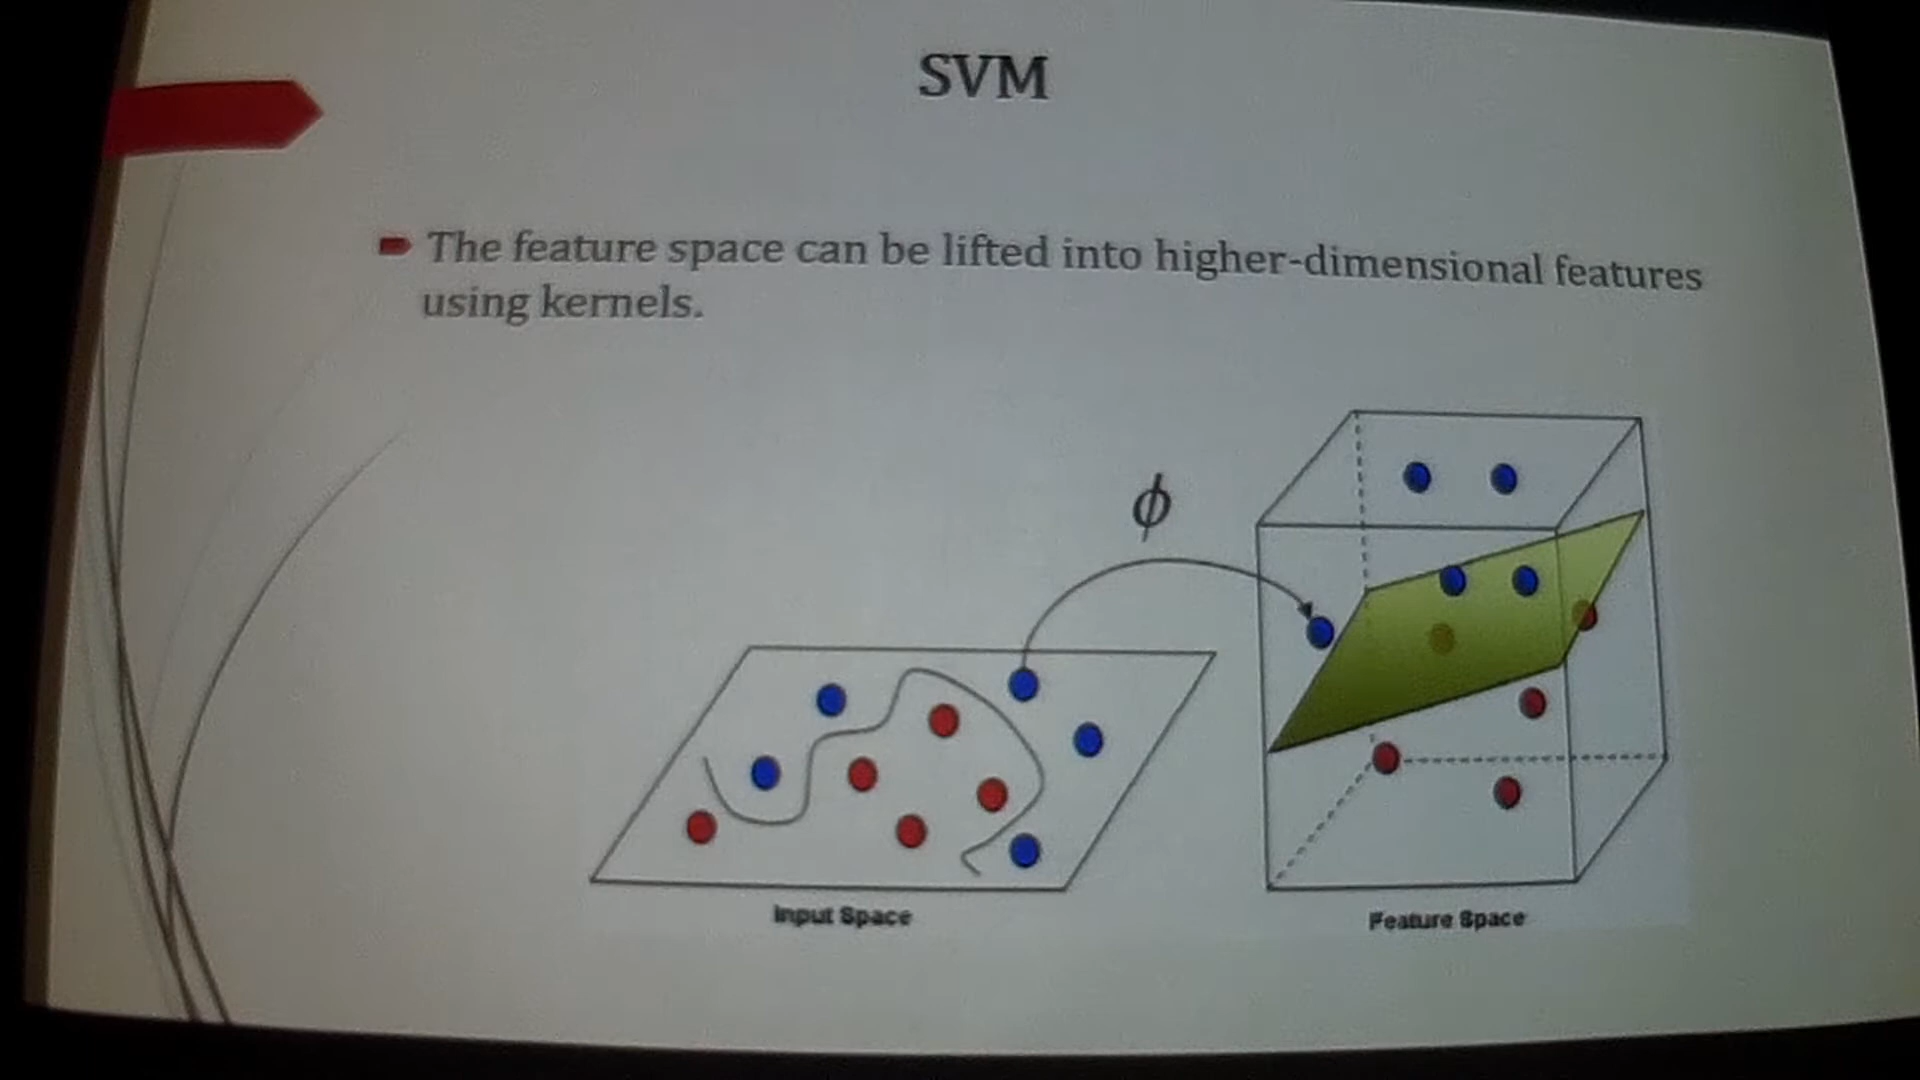 SVM
The feature space can be lifted into higher-dimensional features
using kernels.
ϕ
Input Space
Feature Space